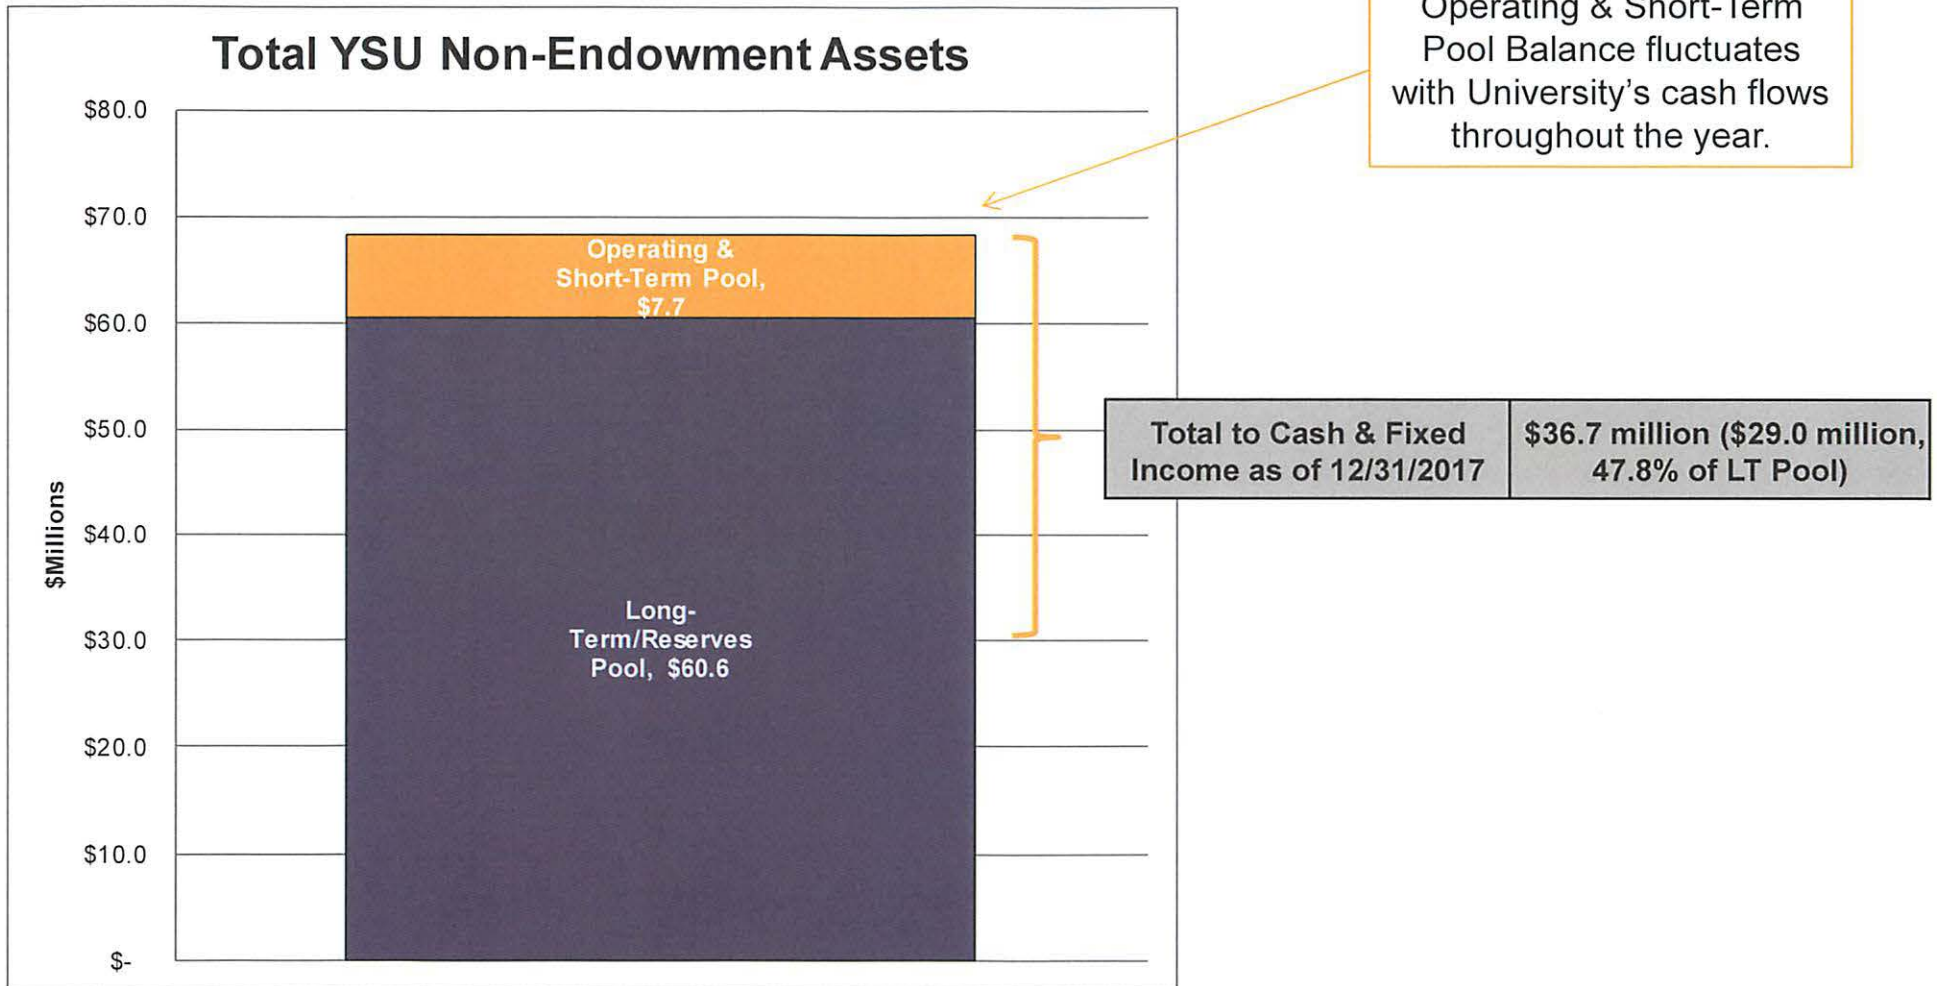 Operating & Short-Term
Pool Balance fluctuates
with University's cash flows
throughout the year.
Total YSU Non-Endowment Assets
$80.0
$70.0
$60.0
$50.0
$40.0
$30.0
$20.0
$10.0
$-
$Millions
Operating &
Short-Term Pool,
$7.7
Long-
Term/Reserves
Pool, $60.6
Total to Cash & Fixed
Income as of 12/31/2017
$36.7 million ($29.0 million,
47.8% of LT Pool)